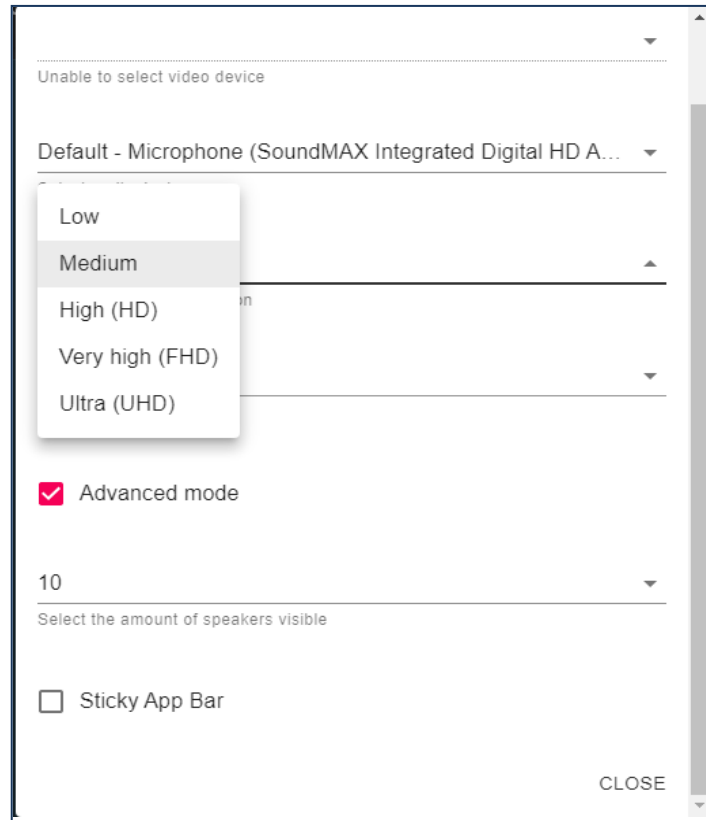 Unable to select video device
Default - Microphone (SoundMAX Integrated Digital HD A...
Low
Medium
High (HD)
Very high (FHD)
Ultra (UHD)
Advanced mode
10
Select the amount of speakers visible
Sticky App Bar
CLOSE